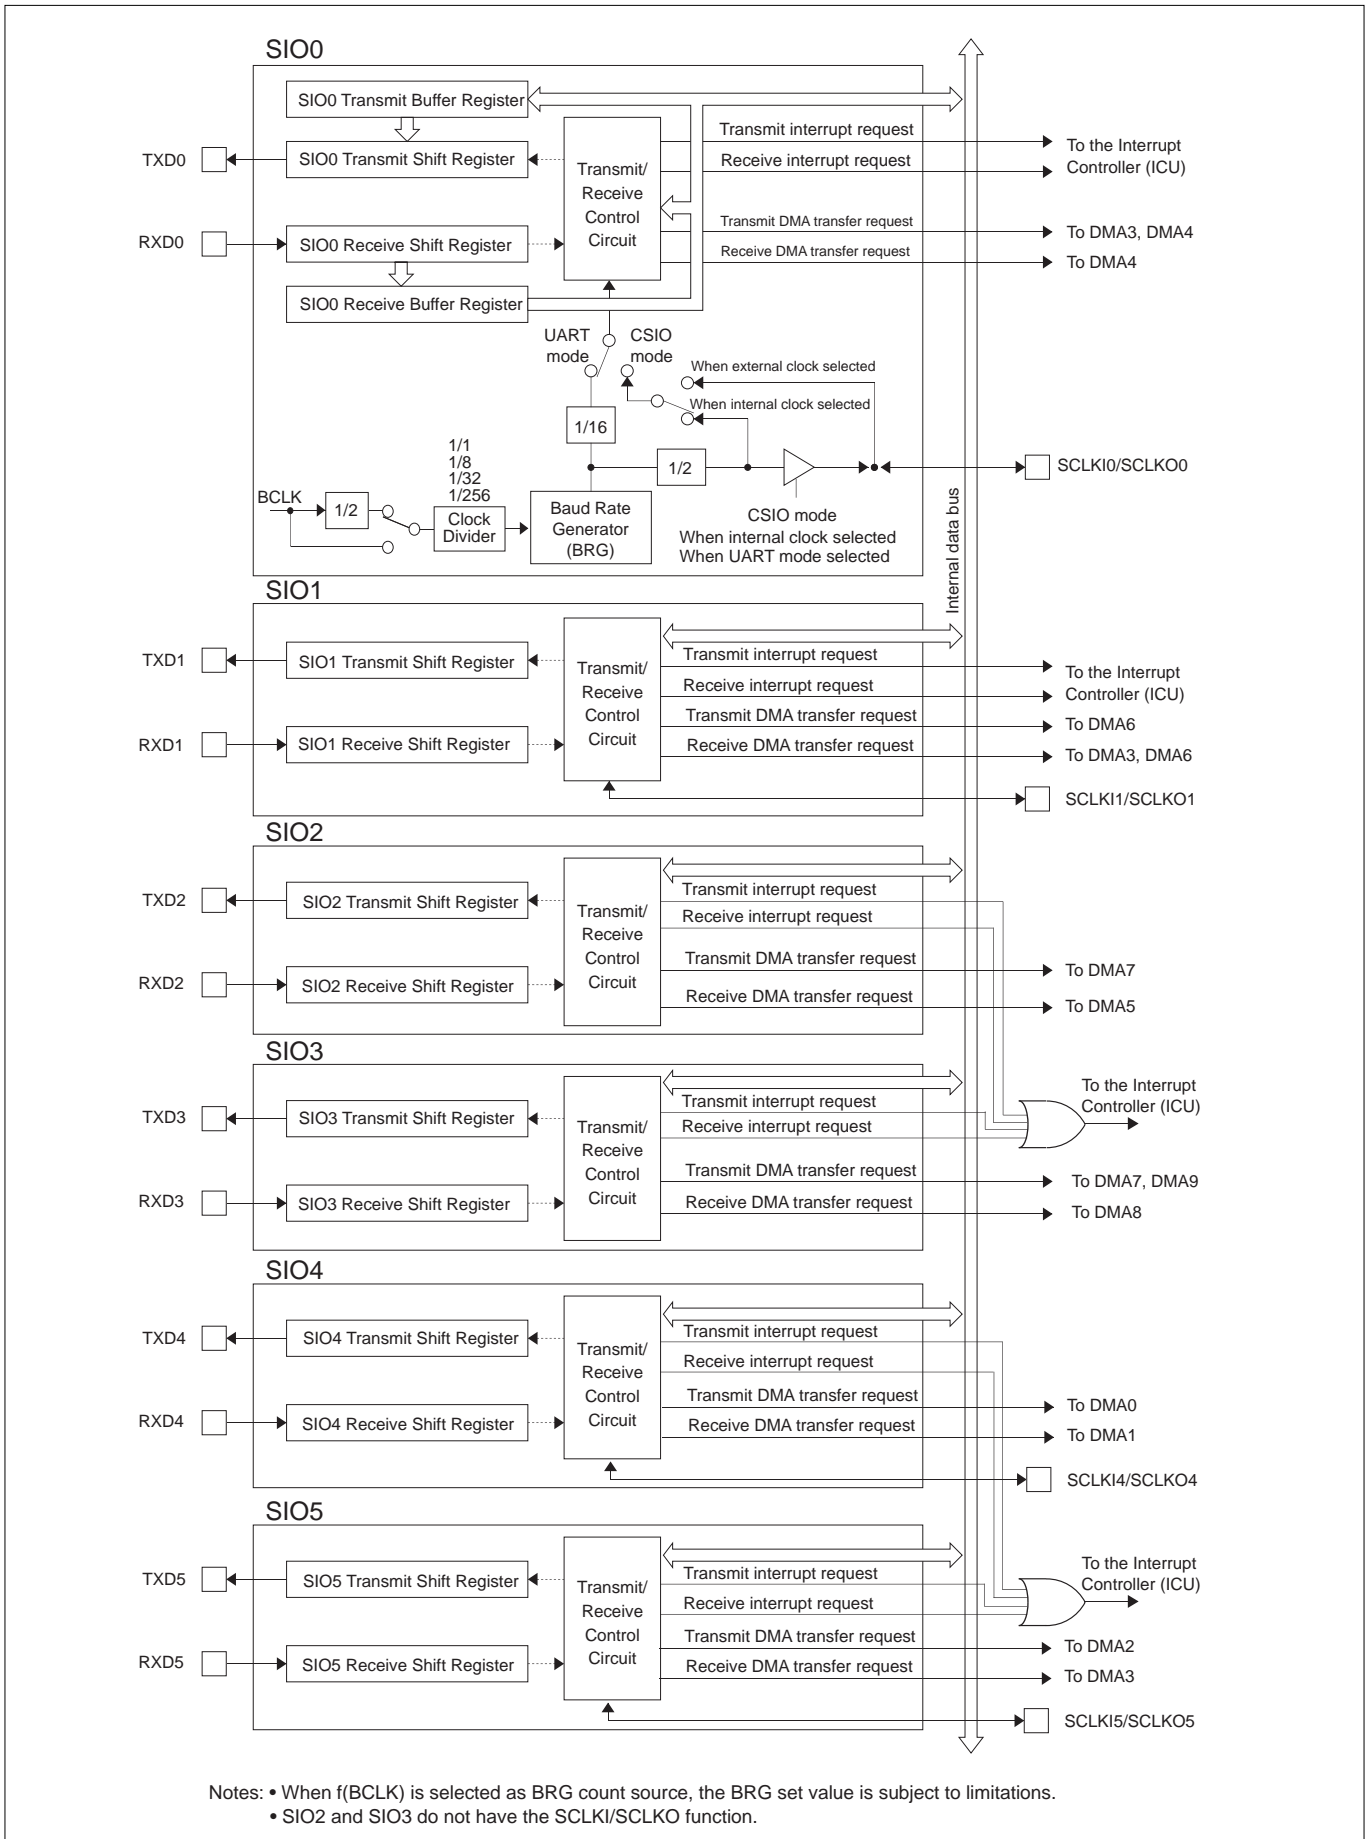 SIO0
SIO0 Transmit Buffer Register
TXD0
SIO0 Transmit Shift Register
Transmit/
Receive
Control
Circuit
Transmit interrupt request
Receive interrupt request
To the Interrupt
Controller (ICU)
RXD0
SIO0 Receive Shift Register
Transmit DMA transfer request
To DMA3, DMA4
Receive DMA transfer request
To DMA4
SIO0 Receive Buffer Register
UART
mode
CSIO
mode
When external clock selected
When internal clock selected
1/16
1/1
1/8
1/32
1/256
1/2
SCLKI0/SCLKO0
BCLK
1/2
Clock
Divider
Baud Rate
Generator
(BRG)
CSIO mode
When internal clock selected
When UART mode selected
Internal data bus
SIO1
TXD1
SIO1 Transmit Shift Register
Transmit/
Receive
Control
Circuit
Transmit interrupt request
Receive interrupt request
To the Interrupt
Controller (ICU)
Transmit DMA transfer request
To DMA6
RXD1
SIO1 Receive Shift Register
Receive DMA transfer request
To DMA3, DMA6
SCLKI1/SCLKO1
SIO2
TXD2
SIO2 Transmit Shift Register
Transmit/
Receive
Control
Circuit
Transmit interrupt request
Receive interrupt request
Transmit DMA transfer request
To DMA7
RXD2
SIO2 Receive Shift Register
Receive DMA transfer request
To DMA5
SIO3
TXD3
SIO3 Transmit Shift Register
Transmit/
Receive
Control
Circuit
Transmit interrupt request
Receive interrupt request
To the Interrupt
Controller (ICU)
Transmit DMA transfer request
To DMA7, DMA9
RXD3
SIO3 Receive Shift Register
Receive DMA transfer request
To DMA8
SIO4
TXD4
SIO4 Transmit Shift Register
Transmit/
Receive
Control
Circuit
Transmit interrupt request
Receive interrupt request
Transmit DMA transfer request
To DMA0
RXD4
SIO4 Receive Shift Register
Receive DMA transfer request
To DMA1
SCLKI4/SCLKO4
SIO5
TXD5
SIO5 Transmit Shift Register
Transmit/
Receive
Control
Circuit
Transmit interrupt request
Receive interrupt request
To the Interrupt
Controller (ICU)
Transmit DMA transfer request
To DMA2
RXD5
SIO5 Receive Shift Register
Receive DMA transfer request
To DMA3
SCLKI5/SCLKO5
Notes: • When f(BCLK) is selected as BRG count source, the BRG set value is subject to limitations.
• SIO2 and SIO3 do not have the SCLKI/SCLKO function.